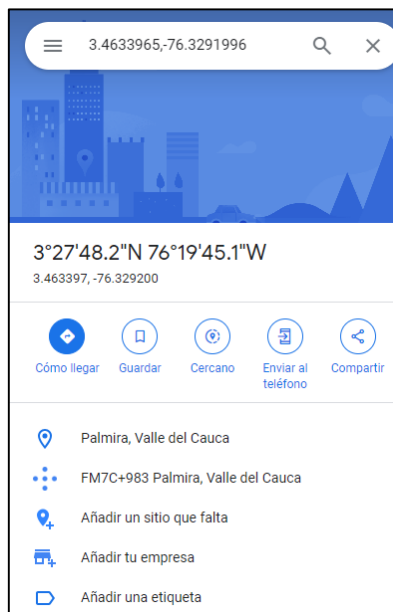 3.4633965,-76.3291996
3°27'48.2"N 76°19'45.1"W
3.463397, -76.329200
Cómo llegar
Guardar
Cercano
Enviar al
teléfono
Compartir
Palmira, Valle del Cauca
FM7C+983 Palmira, Valle del Cauca
Añadir un sitio que falta
Añadir tu empresa
Añadir una etiqueta